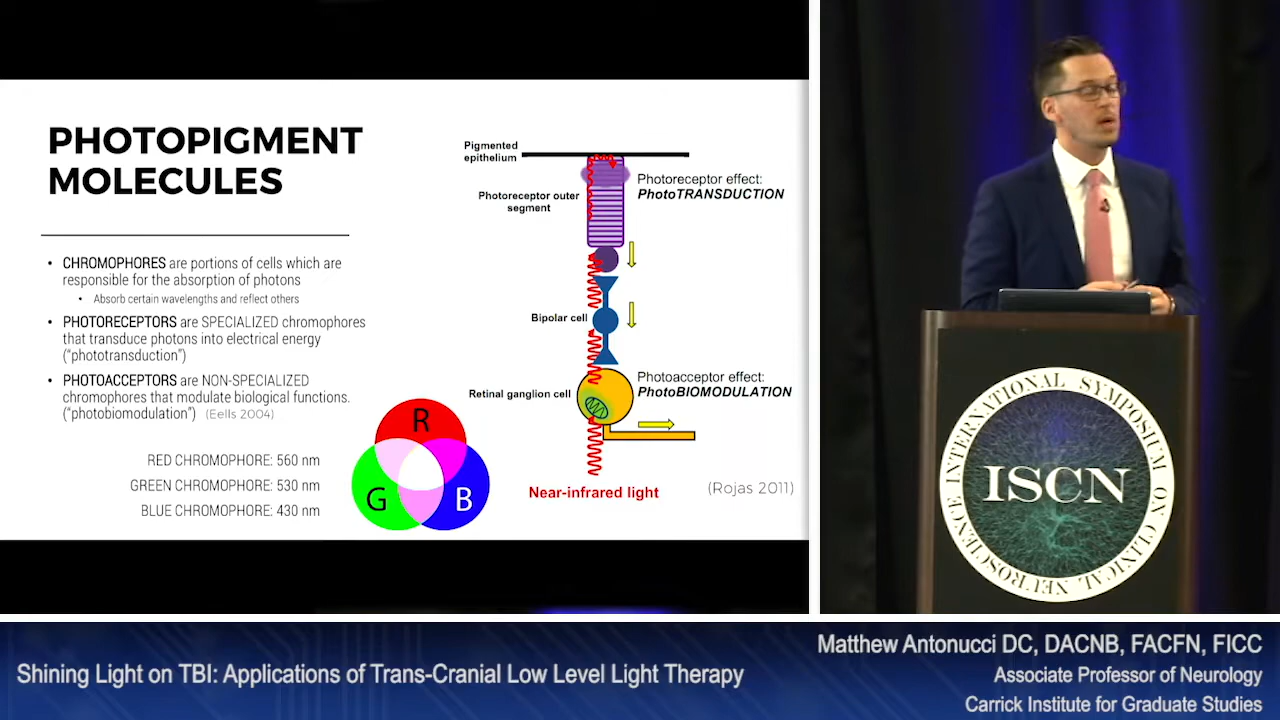 PHOTOPIGMENT
MOLECULES
• CHROMOPHORES are portions of cells which are
responsible for the absorption of photons
• Absorb certain wavelengths and reflect others
• PHOTORECEPTORS are SPECIALIZED chromophores
that transduce photons into electrical energy
("phototransduction")
• PHOTOACCEPTORS are NON-SPECIALIZED
chromophores that modulate biological functions.
("photobiomodulation") (Eells 2004)
RED CHROMOPHORE: 560 nm
GREEN CHROMOPHORE: 530 nm
BLUE CHROMOPHORE: 430 nm
R
G
B
Pigmented
epithelium
Photoreceptor outer
segment
Photoreceptor effect:
PhotoTRANSDUCTION
Bipolar cell
Retinal ganglion cell
Photoacceptor effect:
PhotoBIOMODULATION
Near-infrared light
(Rojas 2011)
INTERNATIONAL SYMPOSIUM ON CLINICAL NEUROSCIENCE
ISCN
Shining Light on TBI: Applications of Trans-Cranial Low Level Light Therapy
Matthew Antonucci DC, DACNB, FACFN, FICC
Associate Professor of Neurology
Carrick Institute for Graduate Studies